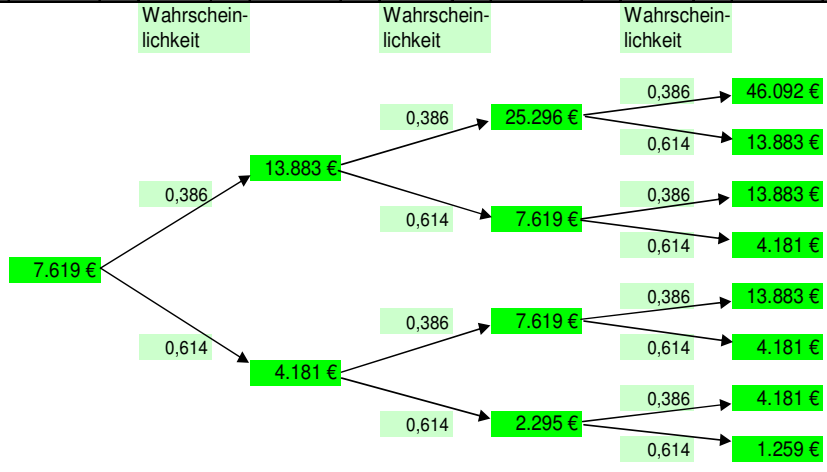 Wahrschein- Wahrschein- Wahrschein-
lichkeit lichkeit lichkeit
0,386 46.092 €
0,386 25.296 €
0,614 13.883 €
13.883 €
0,386 0,386 13.883 €
0,614 7.619 €
0,614 4.181 €
7.619 €
0,386 13.883 €
0,386 7.619 €
0,614 0,614 4.181 €
4.181 €
0,386 4.181 €
0,614 2.295 €
0,614 1.259 €